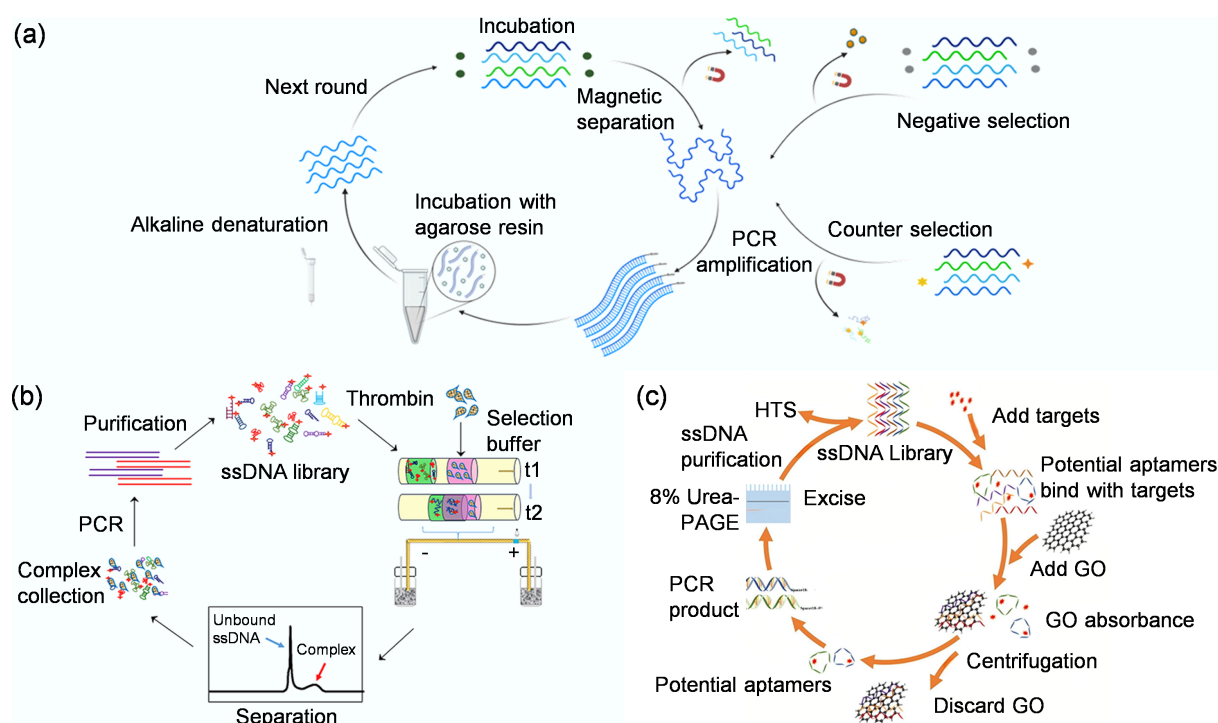 (a)
Incubation
Next round
Magnetic
separation
Negative selection
Incubation with
agarose resin
Alkaline denaturation
PCR
amplification
Counter selection
(b)
Purification
ssDNA library
Thrombin
Selection
buffer
t1
t2
PCR
- +
Complex
collection
Unbound
ssDNA
Complex
Separation
(c)
HTS
ssDNA
purification
ssDNA Library
Add targets
Potential aptamers
bind with targets
8% Urea-
PAGE
Excise
Add GO
PCR
product
GO absorbance
Centrifugation
Potential aptamers
Discard GO